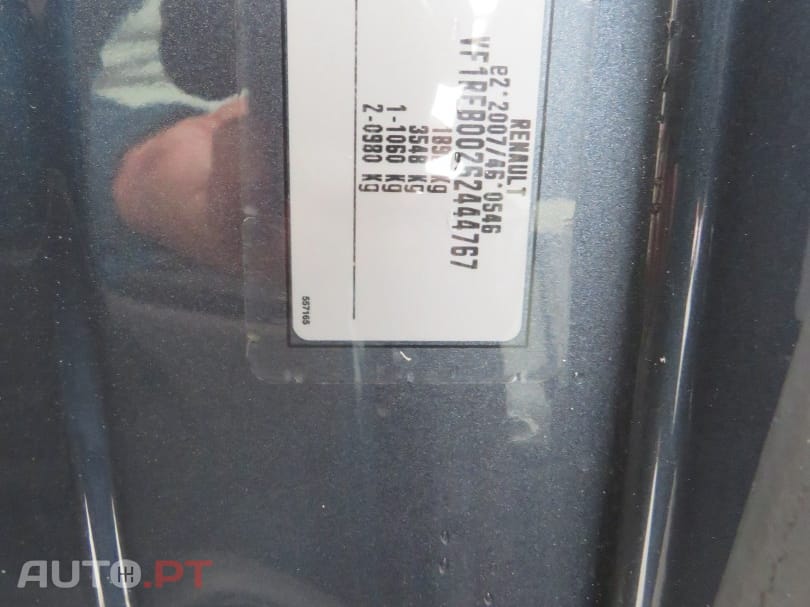 RENAULT
e2*2007/46*0546
VF1RFB00252444767
3548 Kg
1-1060 Kg
2-0980 Kg
557165
AUTO.PT